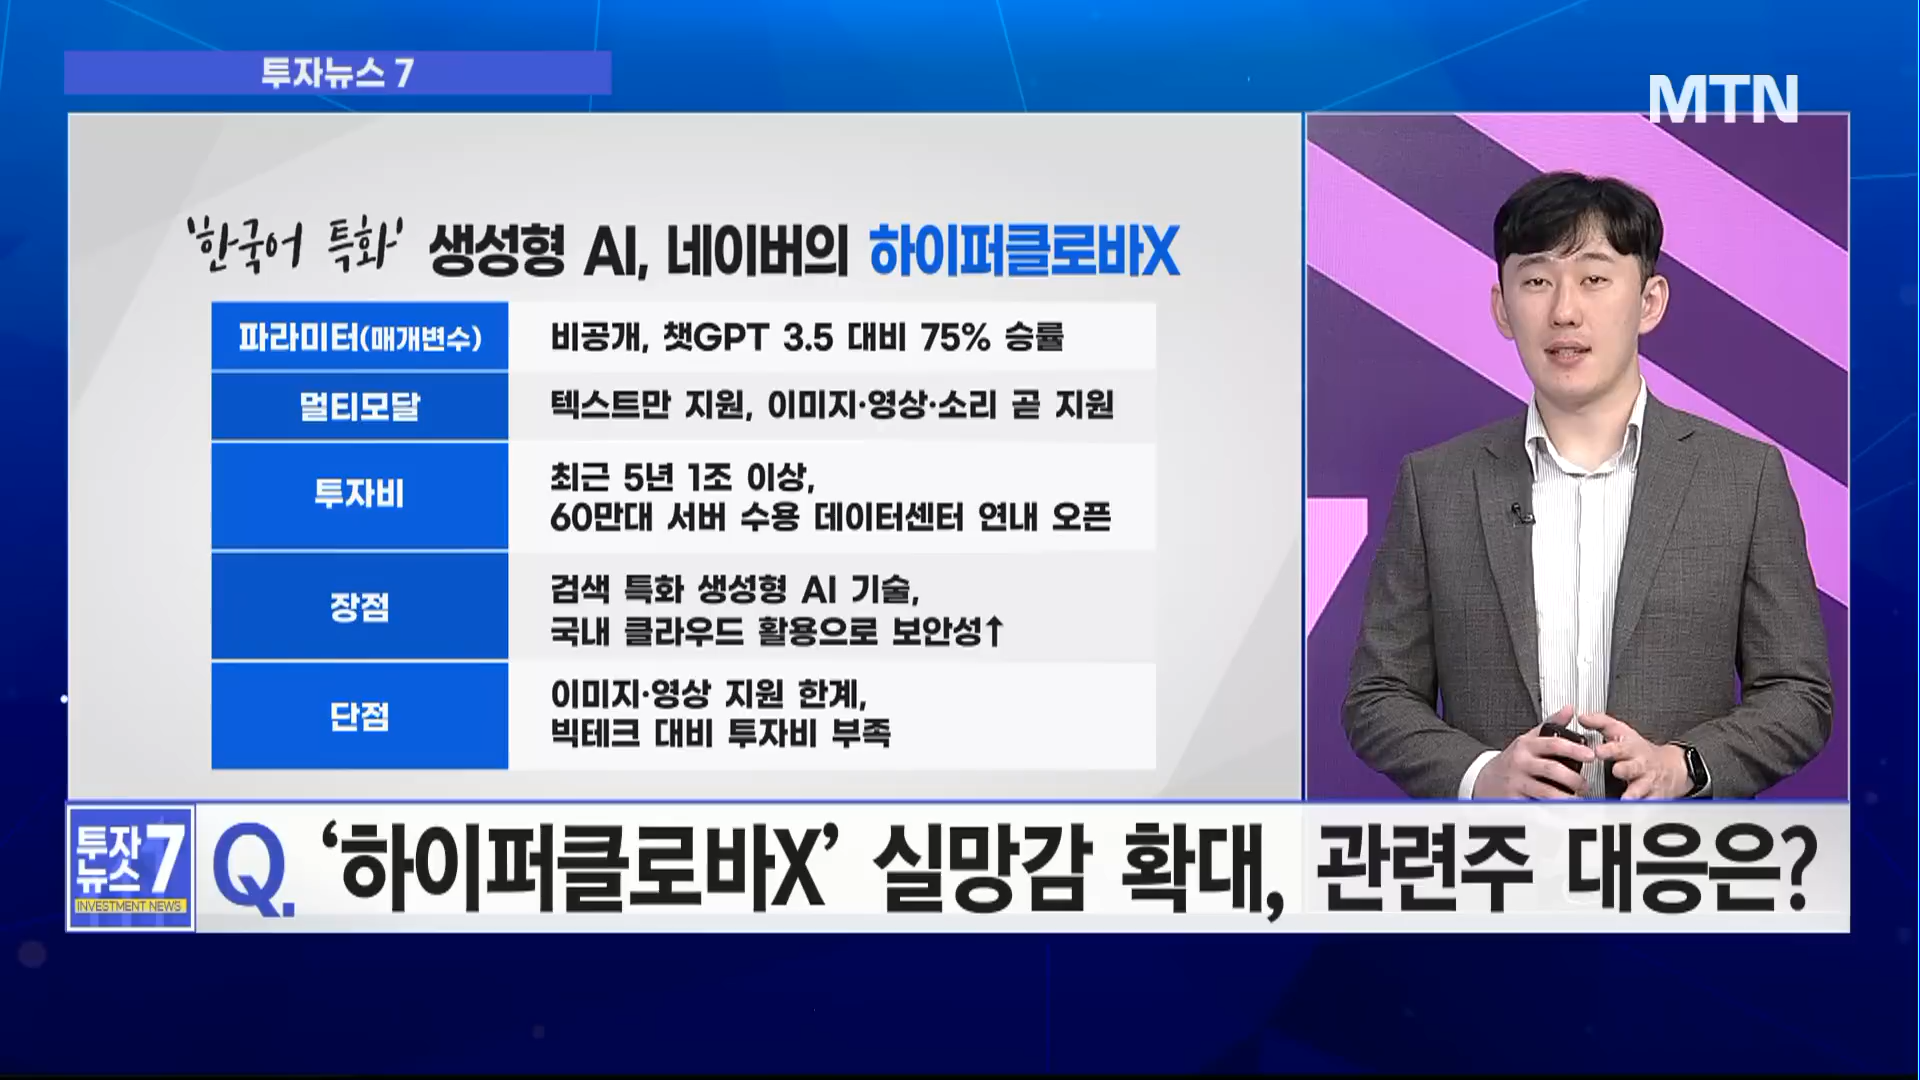 투자뉴스 7
MTN
'한국어 특화' 생성형 AI, 네이버의 하이퍼클로바X
파라미터(매개변수)
비공개, 챗GPT 3.5 대비 75% 승률
멀티모달
텍스트만 지원, 이미지·영상·소리 곧 지원
투자비
최근 5년 1조 이상,
60만대 서버 수용 데이터센터 연내 오픈
장점
검색 특화 생성형 AI 기술,
국내 클라우드 활용으로 보안성↑
단점
이미지·영상 지원 한계,
빅테크 대비 투자비 부족
투자
뉴스 7
INVESTMENT NEWS
Q. ‘하이퍼클로바X’ 실망감 확대, 관련주 대응은?